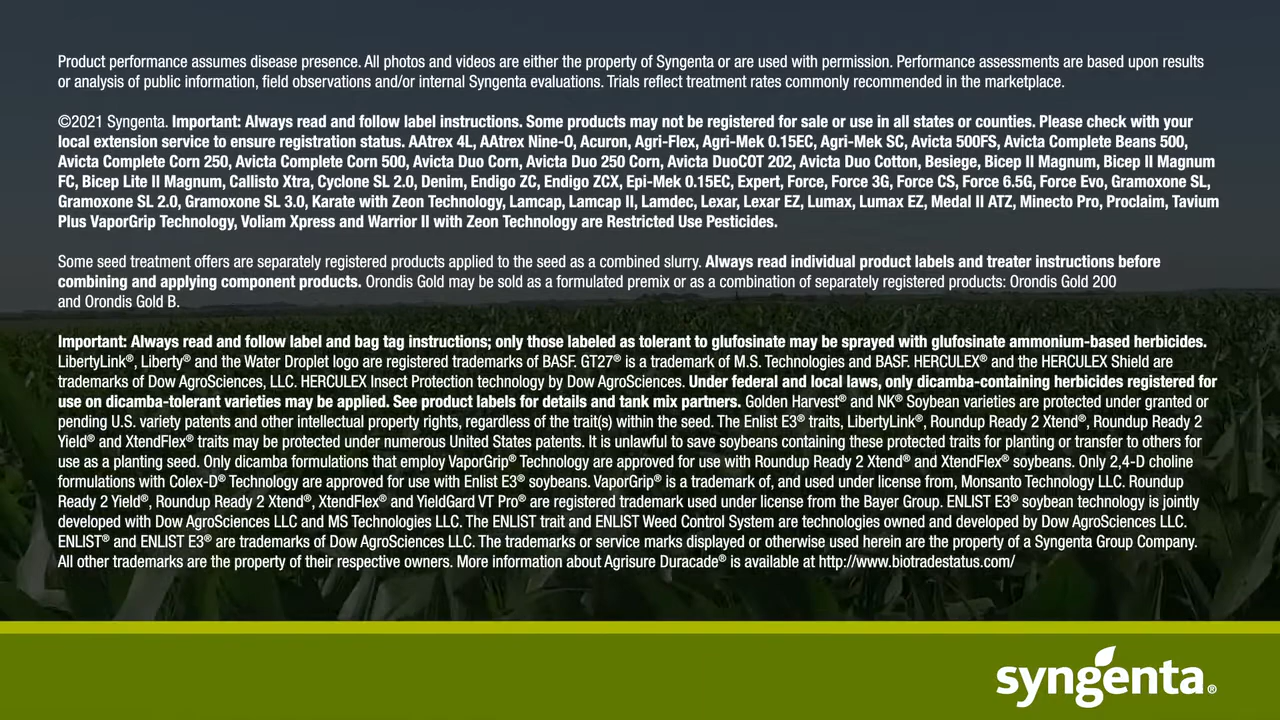 Product performance assumes disease presence. All photos and videos are either the property of Syngenta or are used with permission. Performance assessments are based upon results
or analysis of public information, field observations and/or internal Syngenta evaluations. Trials reflect treatment rates commonly recommended in the marketplace.
©2021 Syngenta. Important: Always read and follow label instructions. Some products may not be registered for sale or use in all states or counties. Please check with your
local extension service to ensure registration status. AAtrex 4L, AAtrex Nine-O, Acuron, Agri-Flex, Agri-Mek 0.15EC, Agri-Mek SC, Avicta 500FS, Avicta Complete Beans 500,
Avicta Complete Corn 250, Avicta Complete Corn 500, Avicta Duo Corn, Avicta Duo 250 Corn, Avicta DuoCOT 202, Avicta Duo Cotton, Besiege, Bicep II Magnum, Bicep II Magnum
FC, Bicep Lite II Magnum, Callisto Xtra, Cyclone SL 2.0, Denim, Endigo ZC, Endigo ZCX, Epi-Mek 0.15EC, Expert, Force, Force 3G, Force CS, Force 6.5G, Force Evo, Gramoxone SL,
Gramoxone SL 2.0, Gramoxone SL 3.0, Karate with Zeon Technology, Lamcap, Lamcap II, Lamdec, Lexar, Lexar EZ, Lumax, Lumax EZ, Medal II ATZ, Minecto Pro, Proclaim, Tavium
Plus VaporGrip Technology, Voliam Xpress and Warrior II with Zeon Technology are Restricted Use Pesticides.
Some seed treatment offers are separately registered products applied to the seed as a combined slurry. Always read individual product labels and treater instructions before
combining and applying component products. Orondis Gold may be sold as a formulated premix or as a combination of separately registered products: Orondis Gold 200
and Orondis Gold B.
Important: Always read and follow label and bag tag instructions; only those labeled as tolerant to glufosinate may be sprayed with glufosinate ammonium-based herbicides.
LibertyLink®, Liberty® and the Water Droplet logo are registered trademarks of BASF. GT27® is a trademark of M.S. Technologies and BASF. HERCULEX® and the HERCULEX Shield are
trademarks of Dow AgroSciences, LLC. HERCULEX Insect Protection technology by Dow AgroSciences. Under federal and local laws, only dicamba-containing herbicides registered for
use on dicamba-tolerant varieties may be applied. See product labels for details and tank mix partners. Golden Harvest® and NK® Soybean varieties are protected under granted or
pending U.S. variety patents and other intellectual property rights, regardless of the trait(s) within the seed. The Enlist E3® traits, LibertyLink®, Roundup Ready 2 Xtend®, Roundup Ready 2
Yield® and XtendFlex® traits may be protected under numerous United States patents. It is unlawful to save soybeans containing these protected traits for planting or transfer to others for
use as a planting seed. Only dicamba formulations that employ VaporGrip® Technology are approved for use with Roundup Ready 2 Xtend® and XtendFlex® soybeans. Only 2,4-D choline
formulations with Colex-D® Technology are approved for use with Enlist E3® soybeans. VaporGrip® is a trademark of, and used under license from, Monsanto Technology LLC. Roundup
Ready 2 Yield®, Roundup Ready 2 Xtend®, XtendFlex® and YieldGard VT Pro® are registered trademark used under license from the Bayer Group. ENLIST E3® soybean technology is jointly
developed with Dow AgroSciences LLC and MS Technologies LLC. The ENLIST trait and ENLIST Weed Control System are technologies owned and developed by Dow AgroSciences LLC.
ENLIST® and ENLIST E3® are trademarks of Dow AgroSciences LLC. The trademarks or service marks displayed or otherwise used herein are the property of a Syngenta Group Company.
All other trademarks are the property of their respective owners. More information about Agrisure Duracade® is available at http://www.biotradestatus.com/
syngenta®